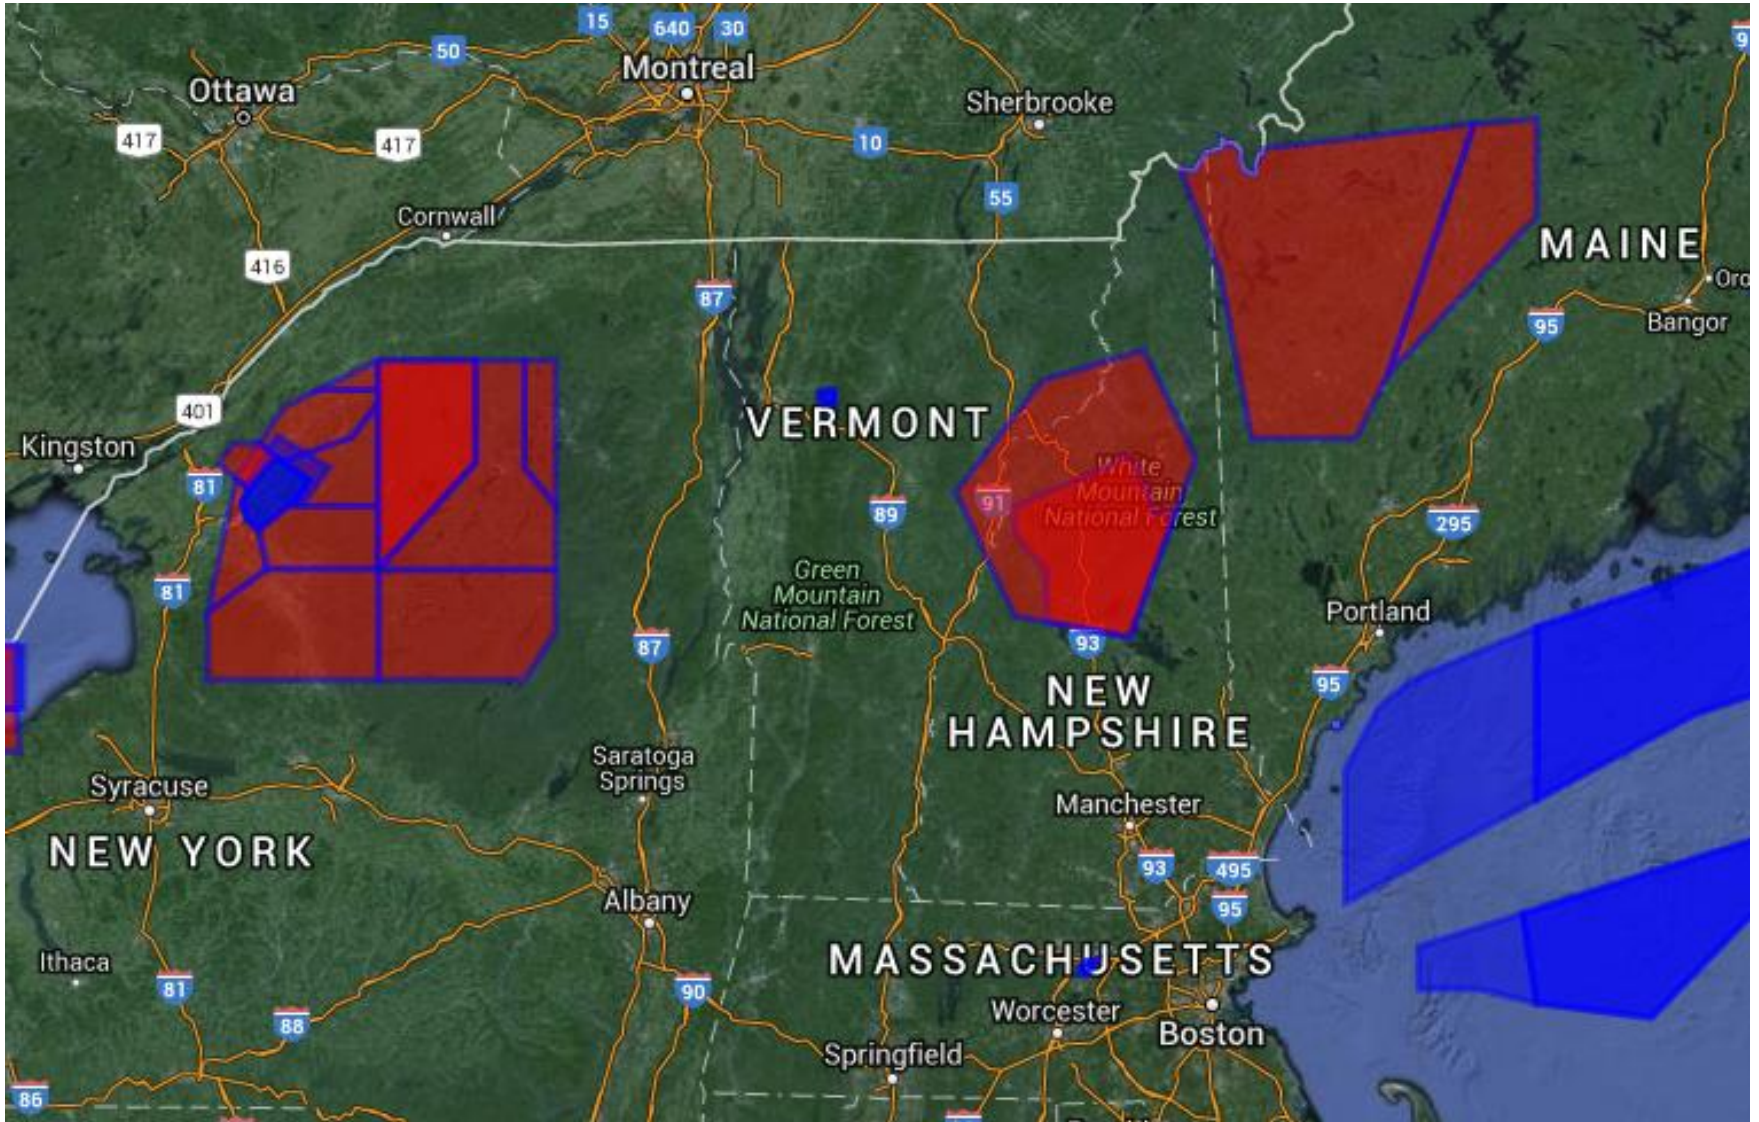 15
640
30
9
50
Montreal
Ottawa
Sherbrooke
417
417
10
55
Cornwall
MAINE
416
Oro
87
95
Bangor
401
VERMONT
Kingston
White
Mountain
National Forest
81
91
89
295
Green
Mountain
National Forest
81
Portland
87
93
95
NEW
HAMPSHIRE
Saratoga
Springs
Syracuse
Manchester
NEW YORK
93
495
Albany
95
MASSACHUSETTS
Ithaca
81
90
Worcester
88
Boston
Springfield
86